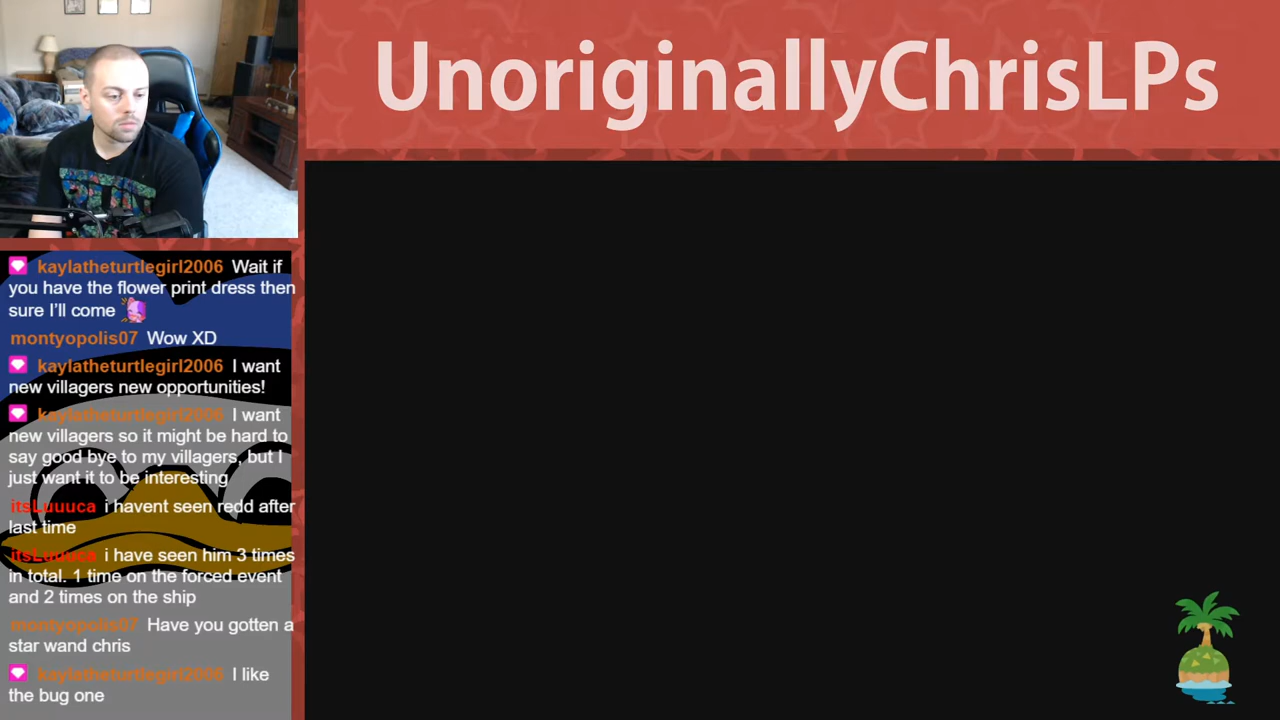 UnoriginallyChrisLPs
kaylatheturtlegirl2006 Wait if
you have the flower print dress then
sure I'll come
montyopolis07 Wow XD
kaylatheturtlegirl2006 I want
new villagers new opportunities!
kaylatheturtlegirl2006 I want
new villagers so it might be hard to
say good bye to my villagers, but I
just want it to be interesting
itsLuuuca i havent seen redd after
last time
itsLuuuca i have seen him 3 times
in total. 1 time on the forced event
and 2 times on the ship
montyopolis07 Have you gotten a
star wand chris
kaylatheturtlegirl2006 I like
the bug one